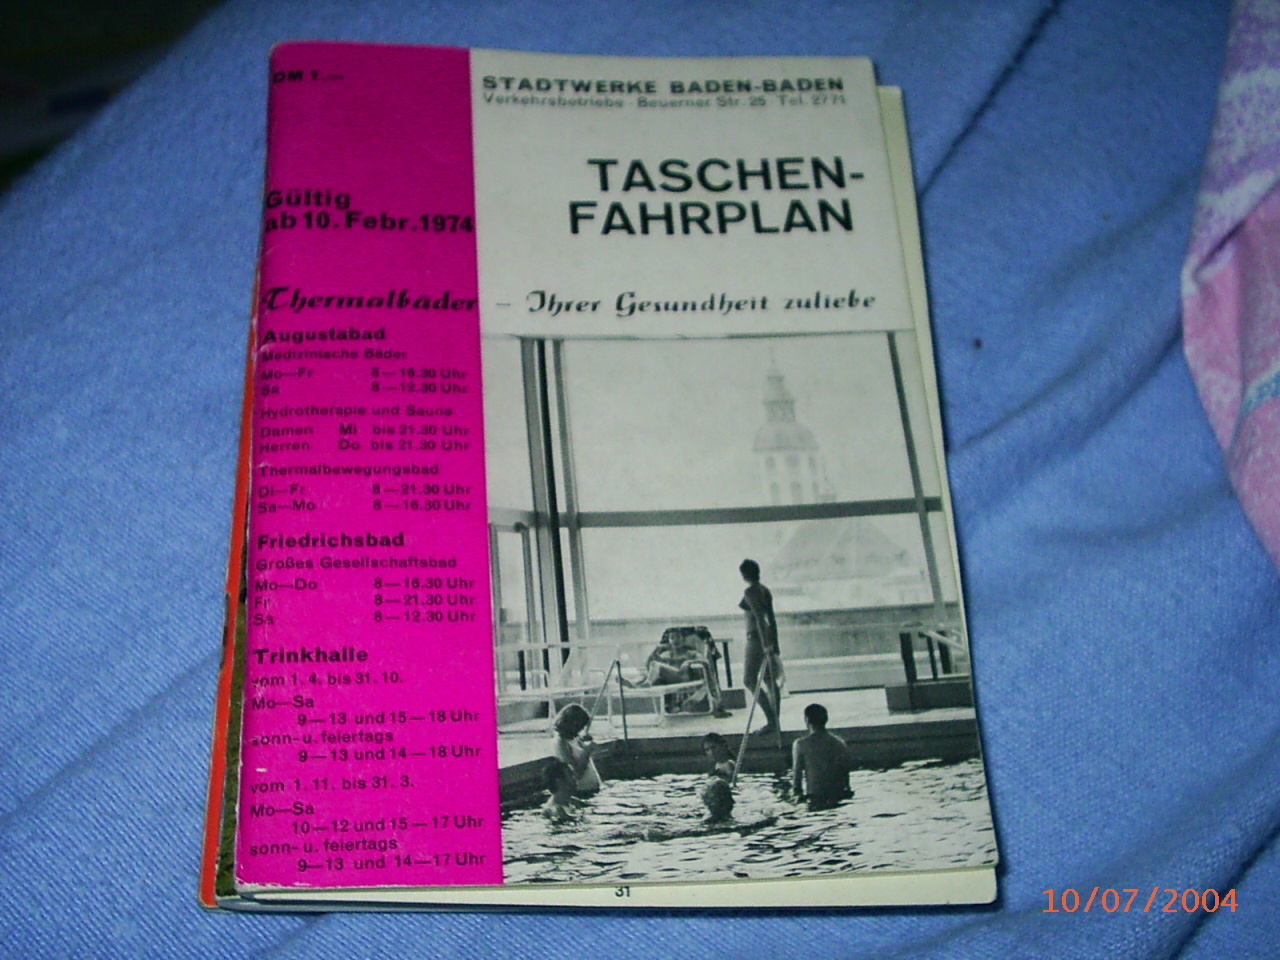 DM 1.—
STADTWERKE BADEN-BADEN
Verkehrsbetriebe · Beuerner Str. 25 Tel. 2771
TASCHEN-
FAHRPLAN
Gültig
ab 10. Febr. 1974
Thermalbäder – Ihrer Gesundheit zuliebe
Augustabad
Medizinische Bäder
Mo—Fr 8—16.30 Uhr
Sa 8—12.30 Uhr
Hydrotherapie und Sauna
Damen Mi bis 21.30 Uhr
Herren Do bis 21.30 Uhr
Thermalbewegungsbad
Di—Fr 8—21.30 Uhr
Sa—Mo 8—16.30 Uhr
Friedrichsbad
Großes Gesellschaftsbad
Mo—Do 8—16.30 Uhr
Fr 8—21.30 Uhr
Sa 8—12.30 Uhr
Trinkhalle
vom 1. 4. bis 31. 10.
Mo—Sa
9—13 und 15—18 Uhr
sonn- u. feiertags
9—13 und 14—18 Uhr
vom 1. 11. bis 31. 3.
Mo—Sa
10—12 und 15—17 Uhr
sonn- u. feiertags
9—13 und 14—17 Uhr
31
10/07/2004